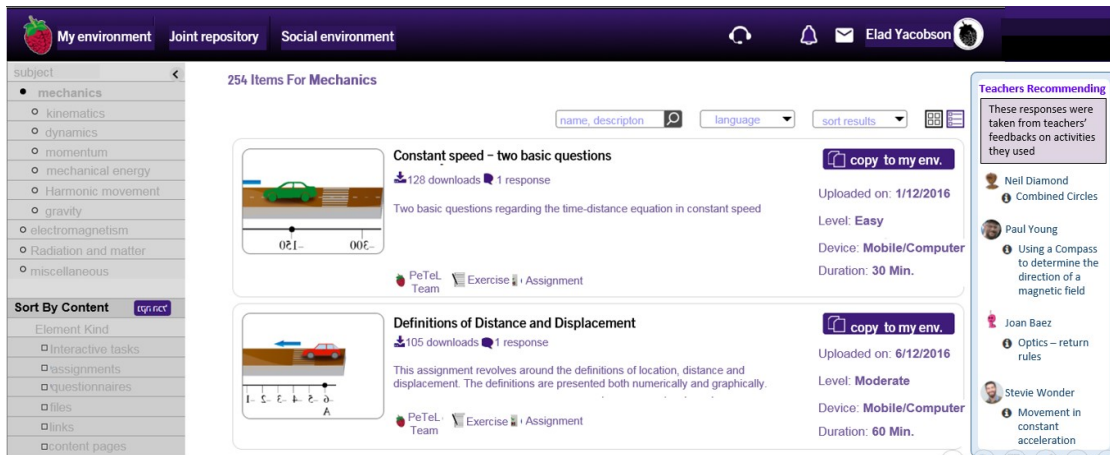 My environment Joint repository Social environment Elad Yacobson
subject
mechanics
kinematics
dynamics
momentum
mechanical energy
Harmonic movement
gravity
electromagnetism
Radiation and matter
miscellaneous
Sort By Content
Element Kind
Interactive tasks
assignments
questionnaires
files
links
content pages
254 Items For Mechanics
name, descripton language sort results
Constant speed – two basic questions
128 downloads 1 response
Two basic questions regarding the time-distance equation in constant speed
PeTeL
Team
Exercise Assignment
copy to my env.
Uploaded on: 1/12/2016
Level: Easy
Device: Mobile/Computer
Duration: 30 Min.
Definitions of Distance and Displacement
105 downloads 1 response
This assignment revolves around the definitions of location, distance and
displacement. The definitions are presented both numerically and graphically.
A
PeTeL
Team
Exercise Assignment
copy to my env.
Uploaded on: 6/12/2016
Level: Moderate
Device: Mobile/Computer
Duration: 60 Min.
Teachers Recommending
These responses were
taken from teachers'
feedbacks on activities
they used
Neil Diamond
Combined Circles
Paul Young
Using a Compass
to determine the
direction of a
magnetic field
Joan Baez
Optics – return
rules
Stevie Wonder
Movement in
constant
acceleration